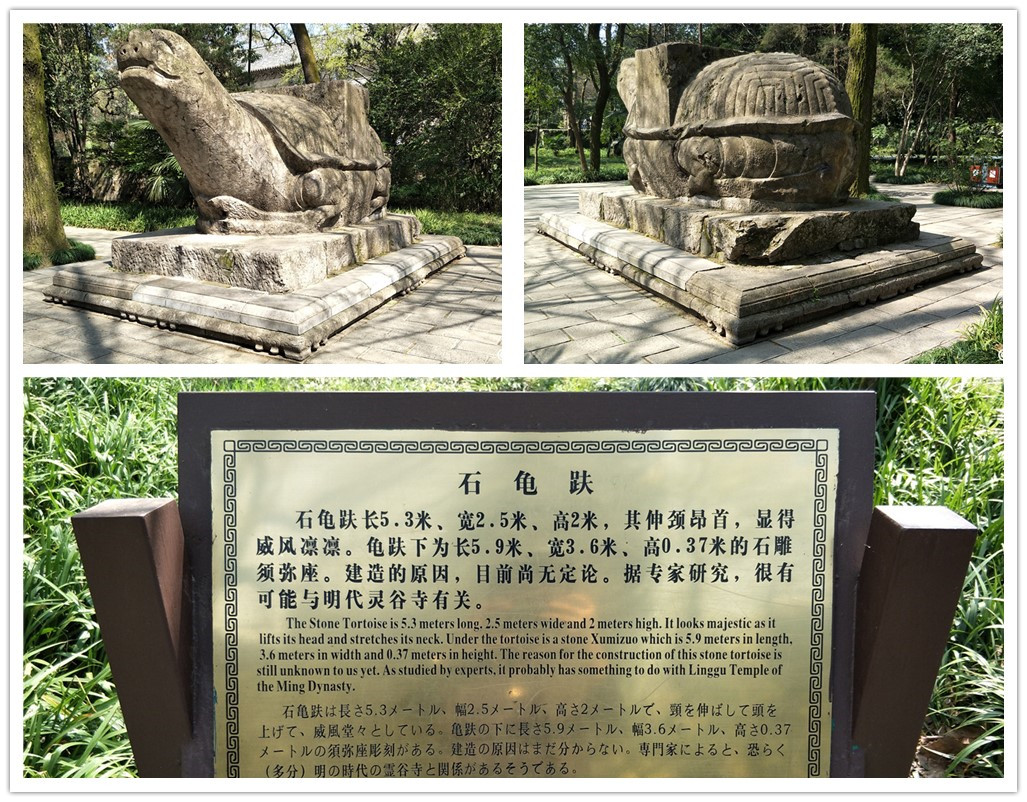 石龟趺
石龟趺长5.3米、宽2.5米、高2米，其伸颈昂首，显得
威风凛凛。龟趺下为长5.9米、宽3.6米、高0.37米的石雕
须弥座。建造的原因，目前尚无定论。据专家研究，很有
可能与明代灵谷寺有关。
The Stone Tortoise is 5.3 meters long, 2.5 meters wide and 2 meters high. It looks majestic as it
lifts its head and stretches its neck. Under the tortoise is a stone Xumizuo which is 5.9 meters in length,
3.6 meters in width and 0.37 meters in height. The reason for the construction of this stone tortoise is
still unknown to us yet. As studied by experts, it probably has something to do with Linggu Temple of
the Ming Dynasty.
石亀趺は長さ5.3メートル、幅2.5メートル、高さ2メートルで、頸を伸ばして頭を
上げて、威風堂々としている。亀趺の下に長さ5.9メートル、幅3.6メートル、高さ0.37
メートルの須弥座彫刻がある。建造の原因はまだ分からない。専門家によると、恐らく
（多分）明の時代の霊谷寺と関係があるそうである。